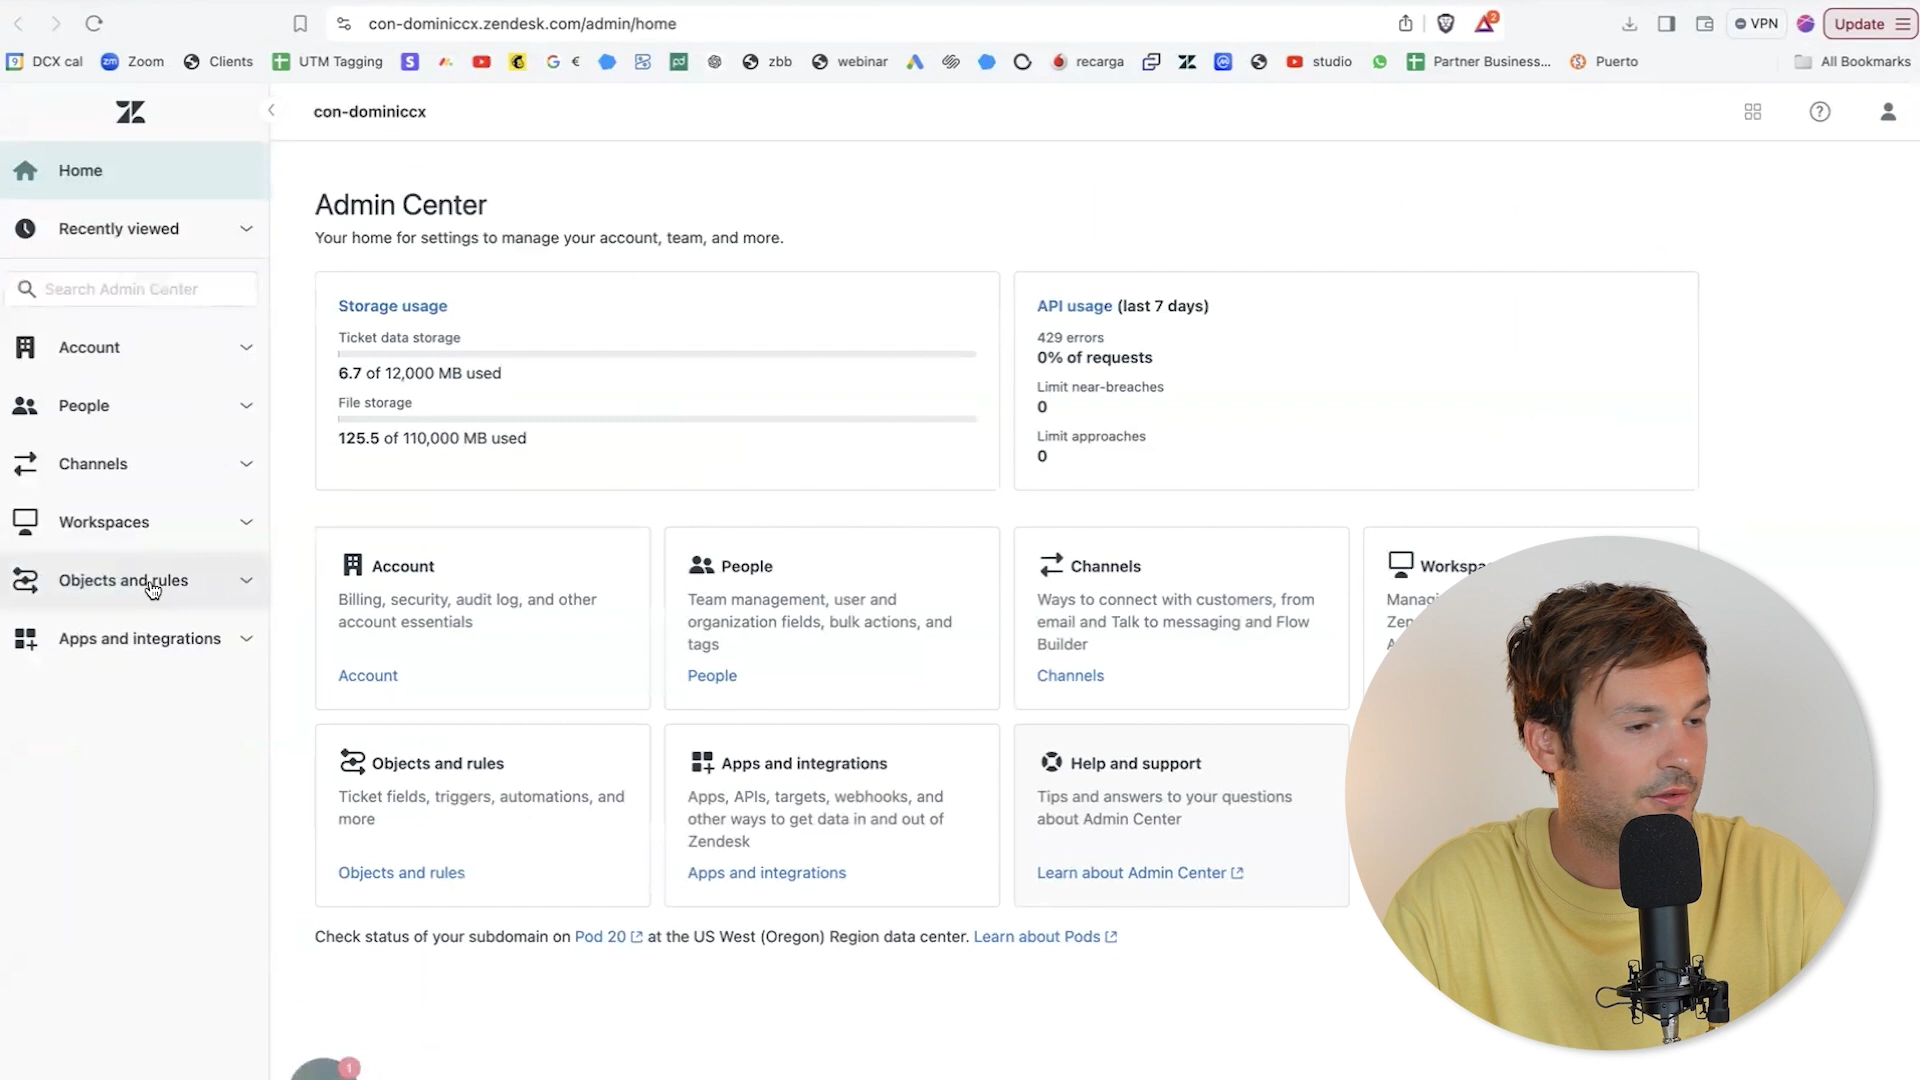 con-dominiccx.zendesk.com/admin/home
2
VPN
Update
9
DCX cal
zm
Zoom
Clients
UTM Tagging
S
G
€
pd
zbb
webinar
recarga
studio
Partner Business...
Puerto
All Bookmarks
con-dominiccx
Home
Recently viewed
Search Admin Center
Account
People
Channels
Workspaces
Objects and rules
Apps and integrations
Admin Center
Your home for settings to manage your account, team, and more.
Storage usage
Ticket data storage
6.7 of 12,000 MB used
File storage
125.5 of 110,000 MB used
API usage (last 7 days)
429 errors
0% of requests
Limit near-breaches
0
Limit approaches
0
Account
Billing, security, audit log, and other
account essentials
Account
People
Team management, user and
organization fields, bulk actions, and
tags
People
Channels
Ways to connect with customers, from
email and Talk to messaging and Flow
Builder
Channels
Objects and rules
Ticket fields, triggers, automations, and
more
Objects and rules
Apps and integrations
Apps, APIs, targets, webhooks, and
other ways to get data in and out of
Zendesk
Apps and integrations
Help and support
Tips and answers to your questions
about Admin Center
Learn about Admin Center
Check status of your subdomain on Pod 20 at the US West (Oregon) Region data center. Learn about Pods
1